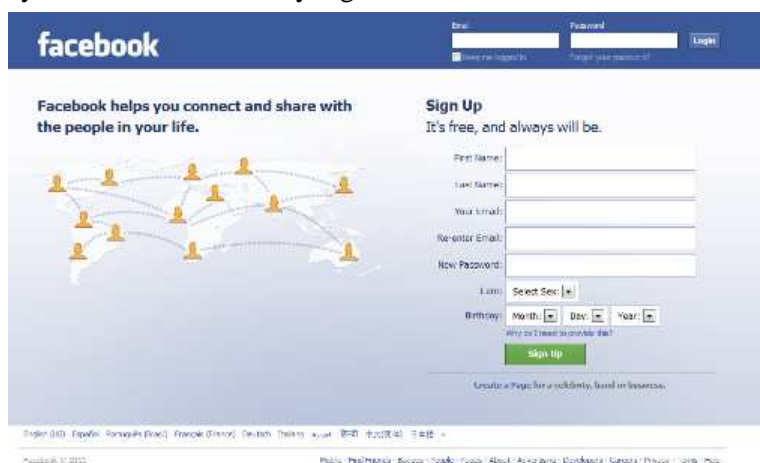 Email Password
facebook Login
Keep me logged in Forgot your password?
Facebook helps you connect and share with
the people in your life.
Sign Up
It's free, and always will be.
First Name:
Last Name:
Your Email:
Re-enter Email:
New Password:
I am: Select Sex:
Birthday: Month: Day: Year:
Why do I need to provide this?
Sign Up
Create a Page for a celebrity, band or business.
English (US) Español Português (Brasil) Français (France) Deutsch Italiano हिन्दी 中文(简体) 日本語 »
Facebook © 2011
Mobile · Find Friends · Badges · People · Pages · About · Advertising · Developers · Careers · Privacy · Terms · Help